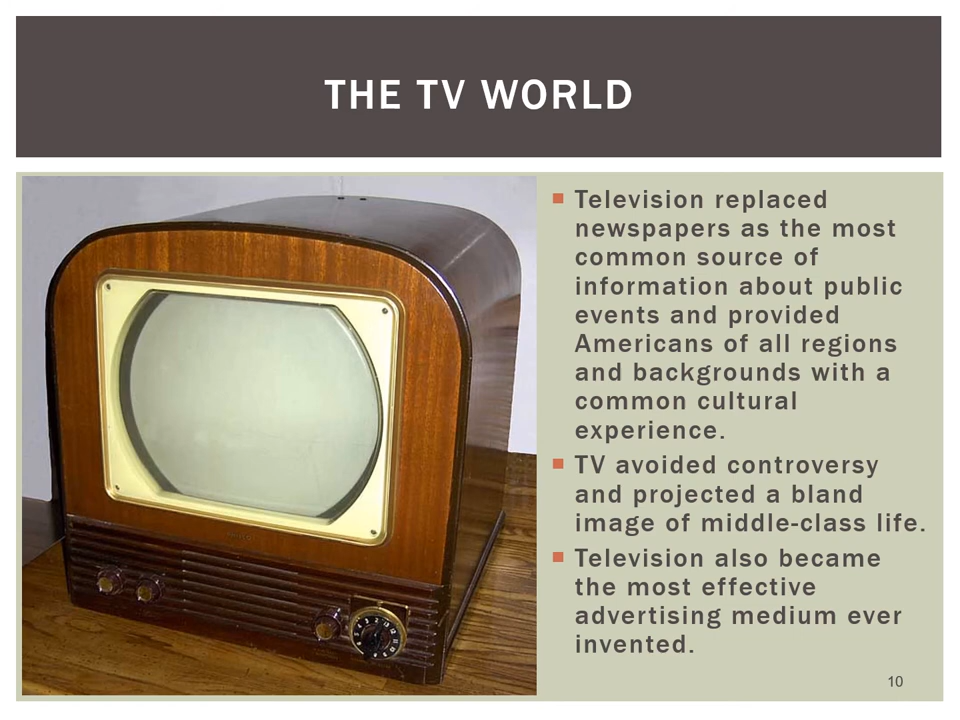 THE TV WORLD
Television replaced
newspapers as the most
common source of
information about public
events and provided
Americans of all regions
and backgrounds with a
common cultural
experience.
TV avoided controversy
and projected a bland
image of middle-class life.
Television also became
the most effective
advertising medium ever
invented.
10